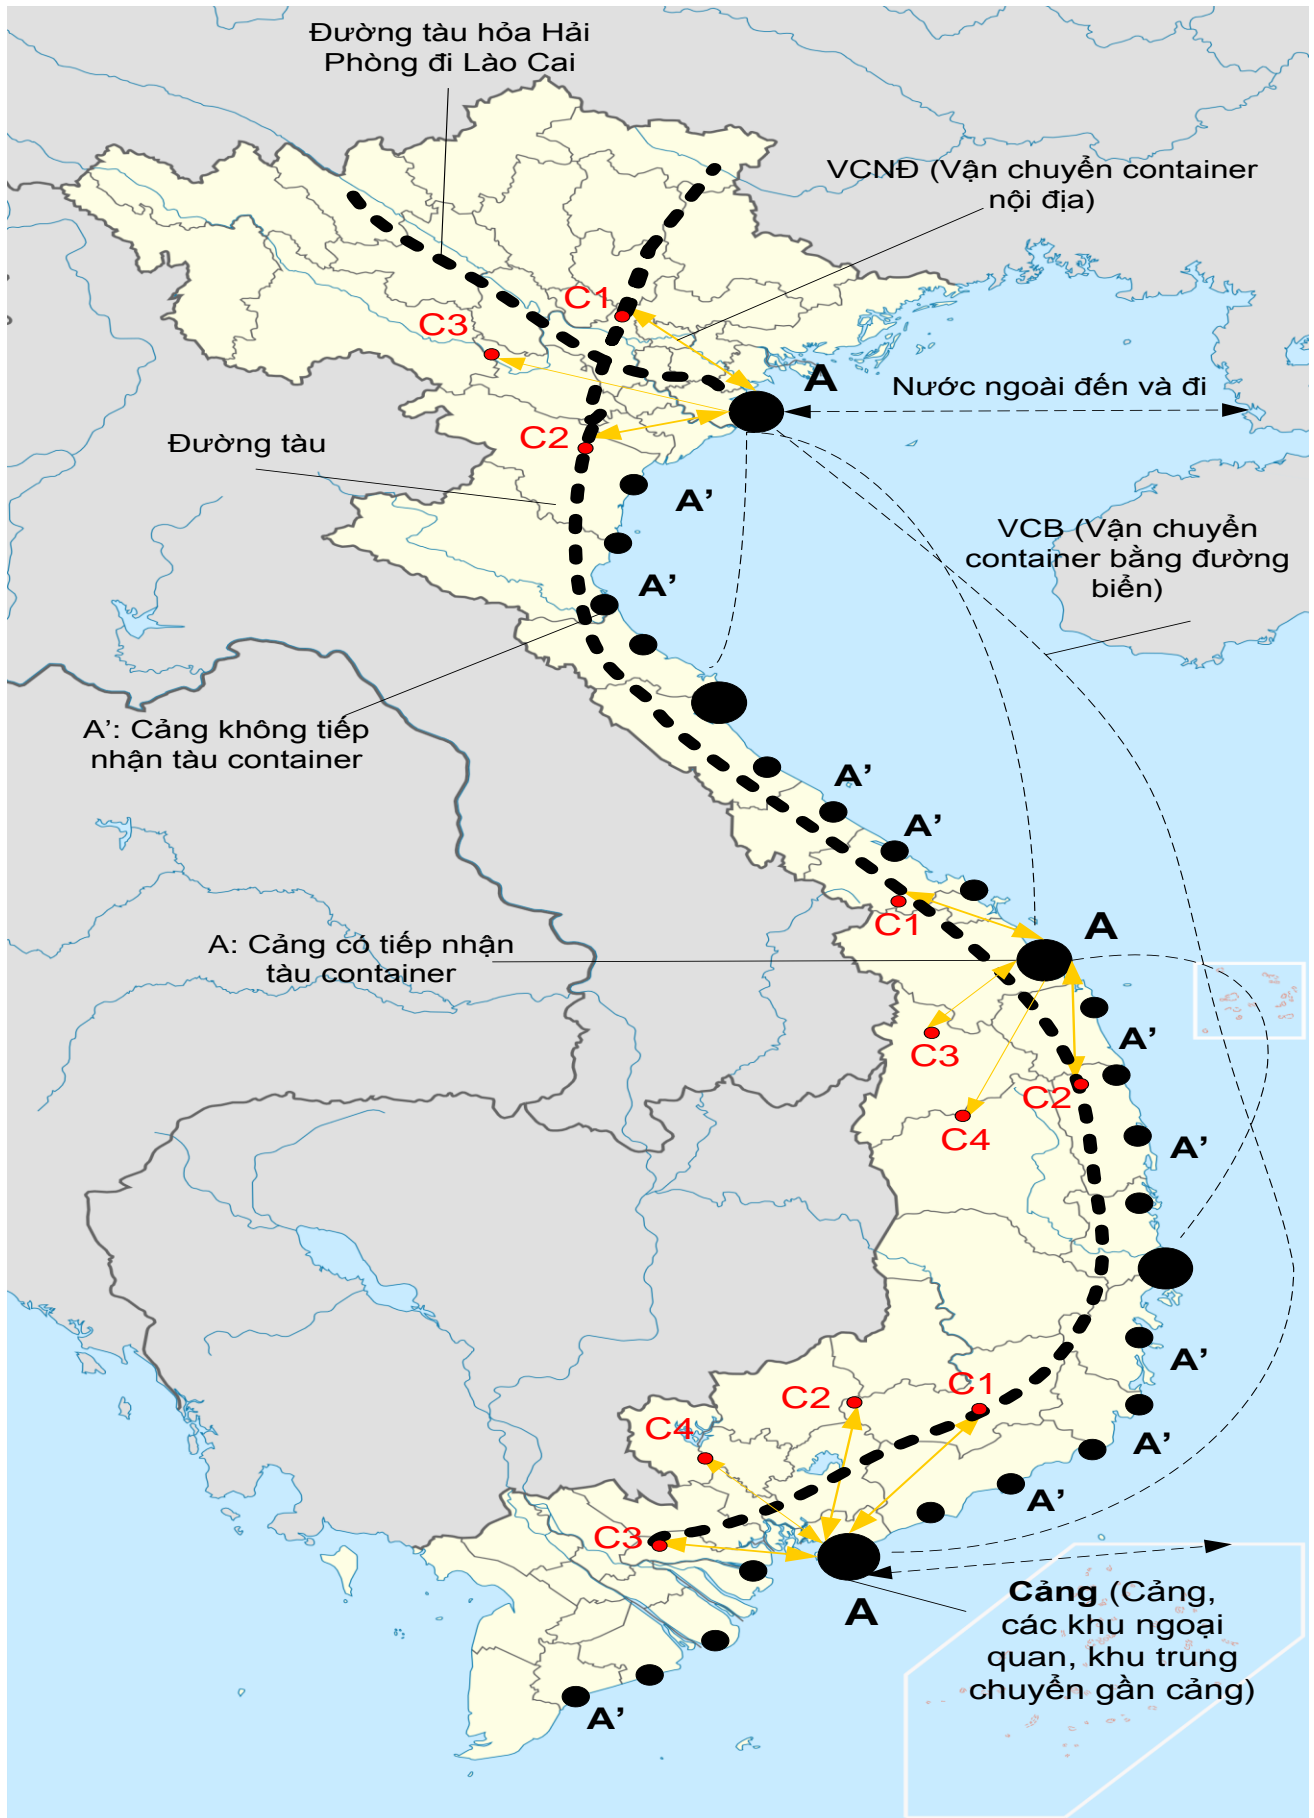 Đường tàu hỏa Hải
Phòng đi Lào Cai
VCNĐ (Vận chuyển container
nội địa)
C1
C3
A
Nước ngoài đến và đi
C2
Đường tàu
A’
VCB (Vận chuyển
container bằng đường
biển)
A’
A’: Cảng không tiếp
nhận tàu container
A’
A’
C1
A
A: Cảng có tiếp nhận
tàu container
A’
C3
C2
C4
A’
A’
C2
C1
C4
A’
A’
C3
Cảng (Cảng,
các khu ngoại
quan, khu trung
chuyển gần cảng)
A
A’